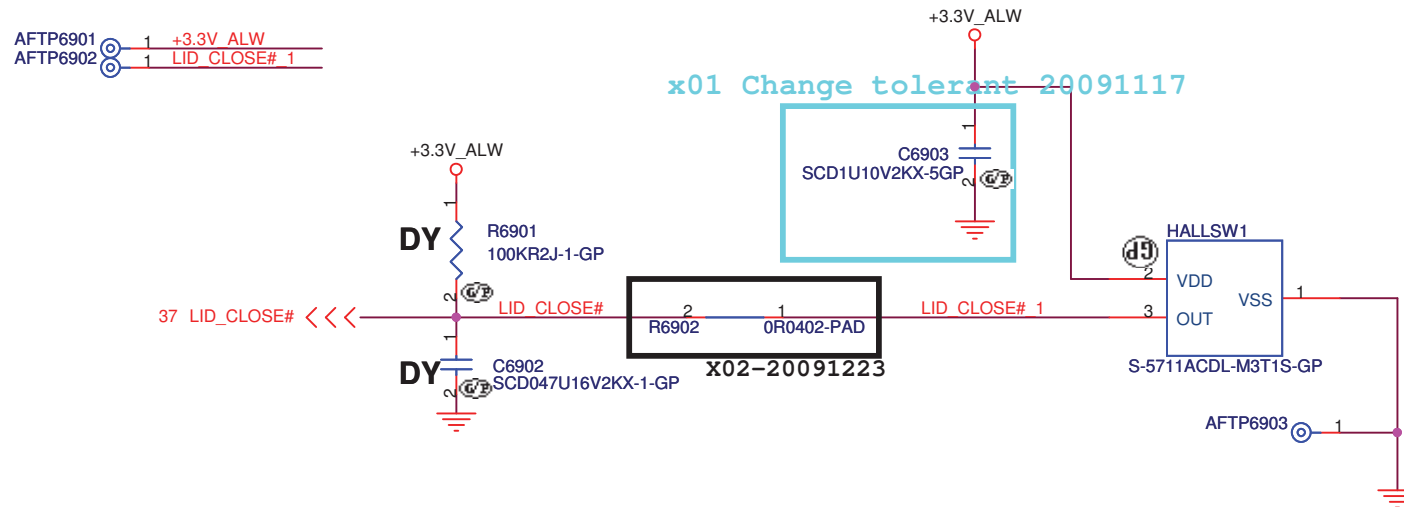 +3.3V_ALW
AFTP6901 1 +3.3V_ALW
AFTP6902 1 LID_CLOSE#_1
x01 Change tolerant 20091117
1
C6903
SCD1U10V2KX-5GP
2 G/P
+3.3V_ALW
1
DY R6901
100KR2J-1-GP
2 G/P
HALLSW1
GP
2 VDD
VSS 1
3 OUT
S-5711ACDL-M3T1S-GP
37 LID_CLOSE# LID_CLOSE# 2 1 LID_CLOSE#_1
R6902 0R0402-PAD
X02-20091223
1
DY C6902
SCD047U16V2KX-1-GP
2 G/P
AFTP6903 1